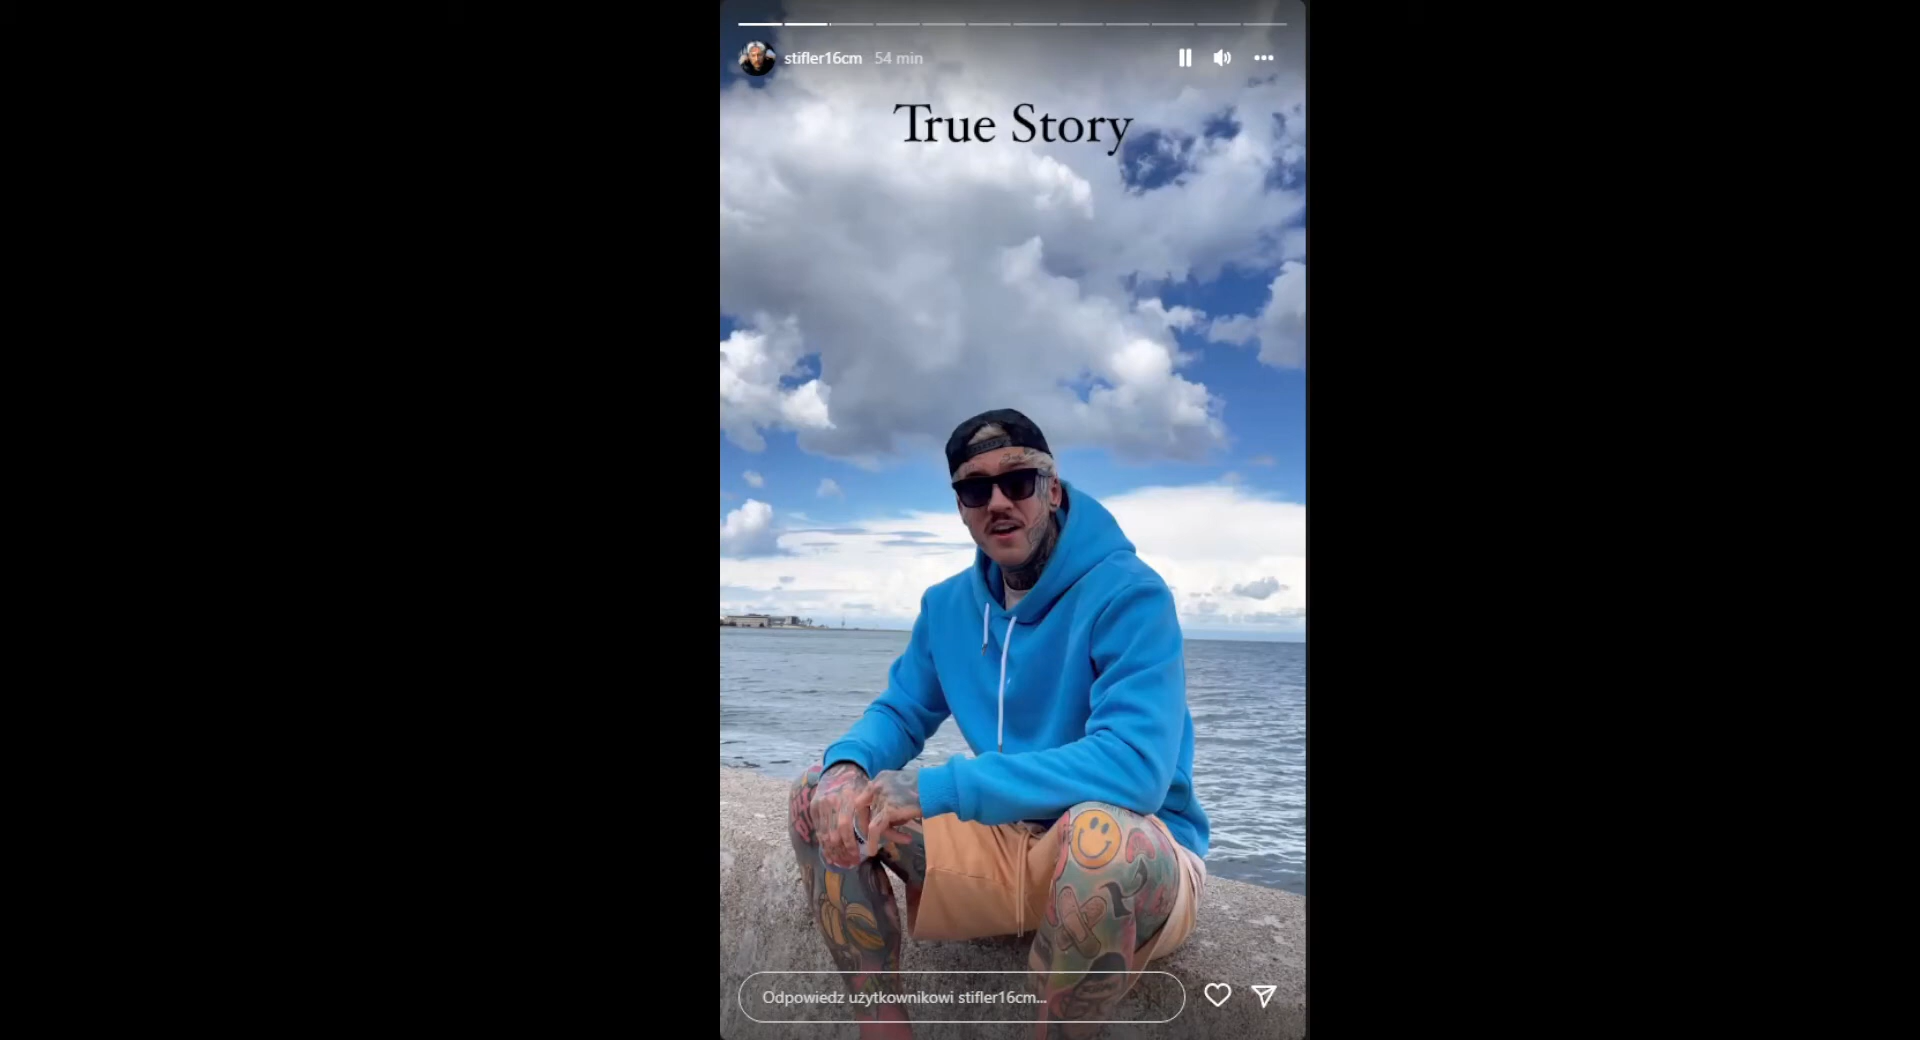 stifler16cm 54 min
True Story
Odpowiedz użytkownikowi stifler16cm...